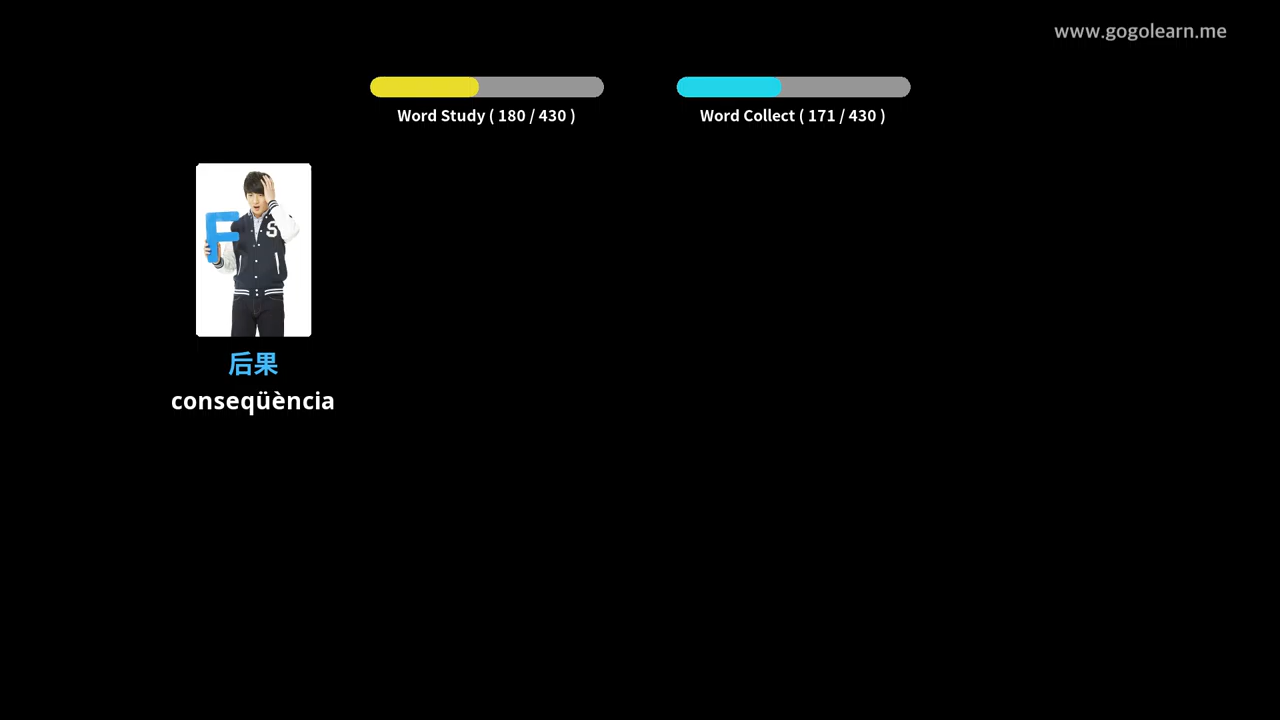 www.gogolearn.me
Word Study ( 180 / 430 )
Word Collect ( 171 / 430 )
F
S
后果
conseqüència